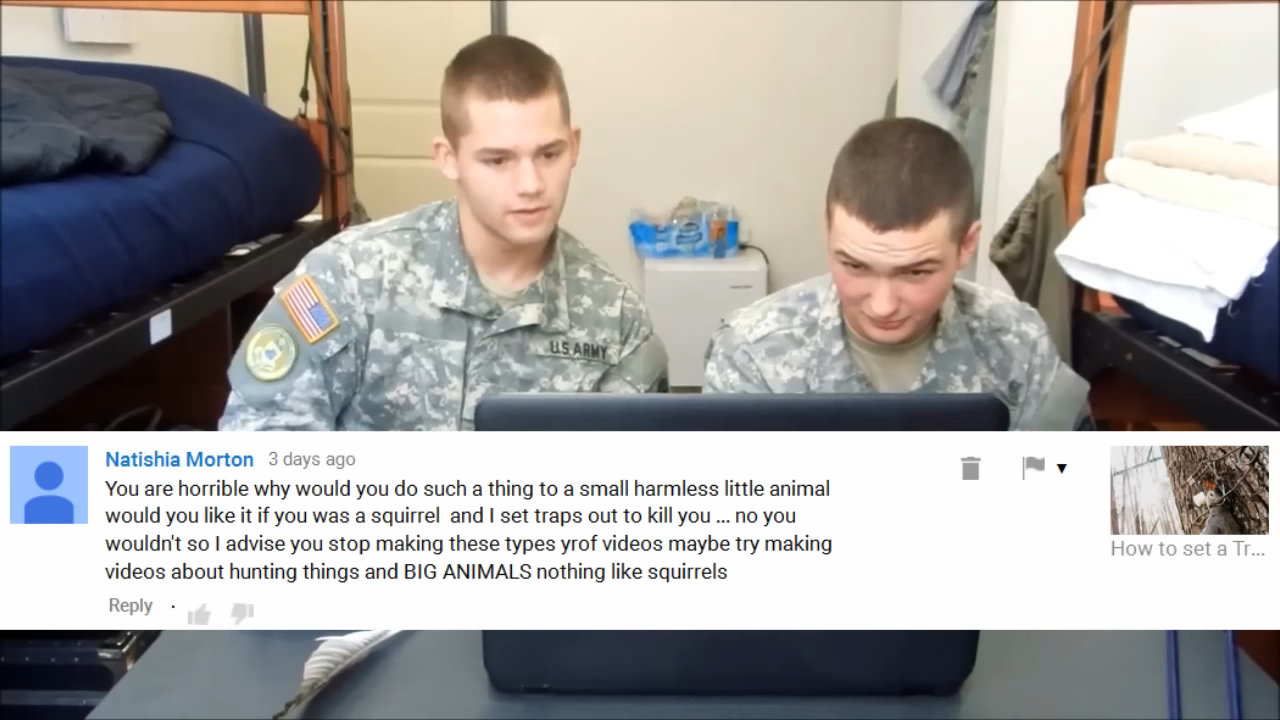 U.S. ARMY
Natishia Morton 3 days ago
You are horrible why would you do such a thing to a small harmless little animal
would you like it if you was a squirrel and I set traps out to kill you ... no you
wouldn't so I advise you stop making these types yrof videos maybe try making
videos about hunting things and BIG ANIMALS nothing like squirrels
How to set a Tr...
Reply ·